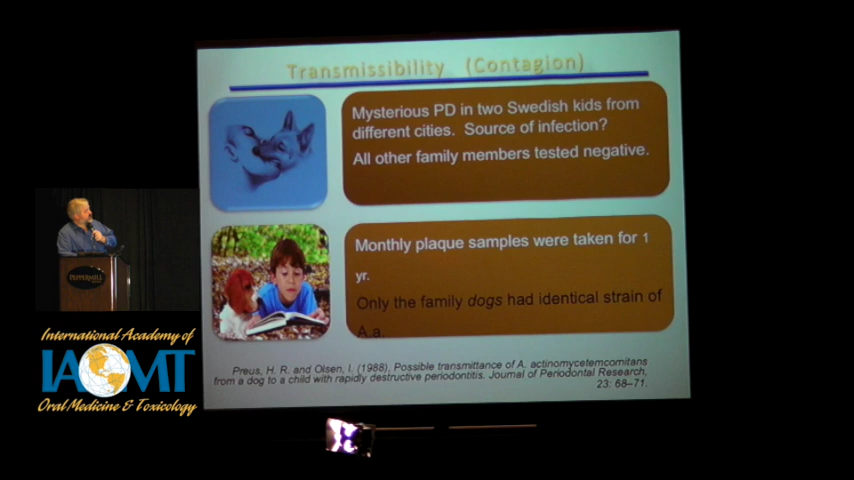 Transmissibility (Contagion)
Mysterious PD in two Swedish kids from
different cities. Source of infection?
All other family members tested negative.
Monthly plaque samples were taken for 1
yr.
Only the family dogs had identical strain of
A.a.
Preus, H. R. and Olsen, I. (1988), Possible transmittance of A. actinomycetemcomitans
from a dog to a child with rapidly destructive periodontitis. Journal of Periodontal Research,
23: 68–71.
PEPPERMILL
International Academy of
IAOMT
Oral Medicine & Toxicology